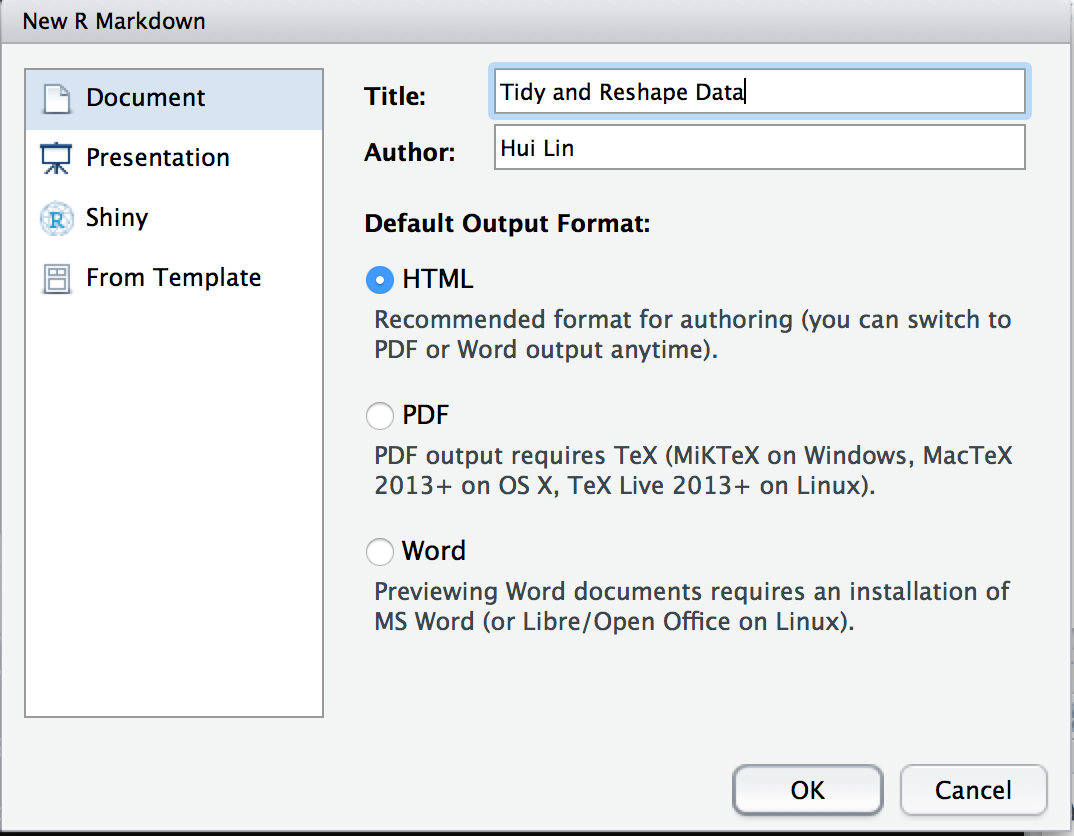 New R Markdown
Document
Presentation
Shiny
From Template
Title: Tidy and Reshape Data
Author: Hui Lin
Default Output Format:
HTML
Recommended format for authoring (you can switch to
PDF or Word output anytime).
PDF
PDF output requires TeX (MiKTeX on Windows, MacTeX
2013+ on OS X, TeX Live 2013+ on Linux).
Word
Previewing Word documents requires an installation of
MS Word (or Libre/Open Office on Linux).
OK Cancel